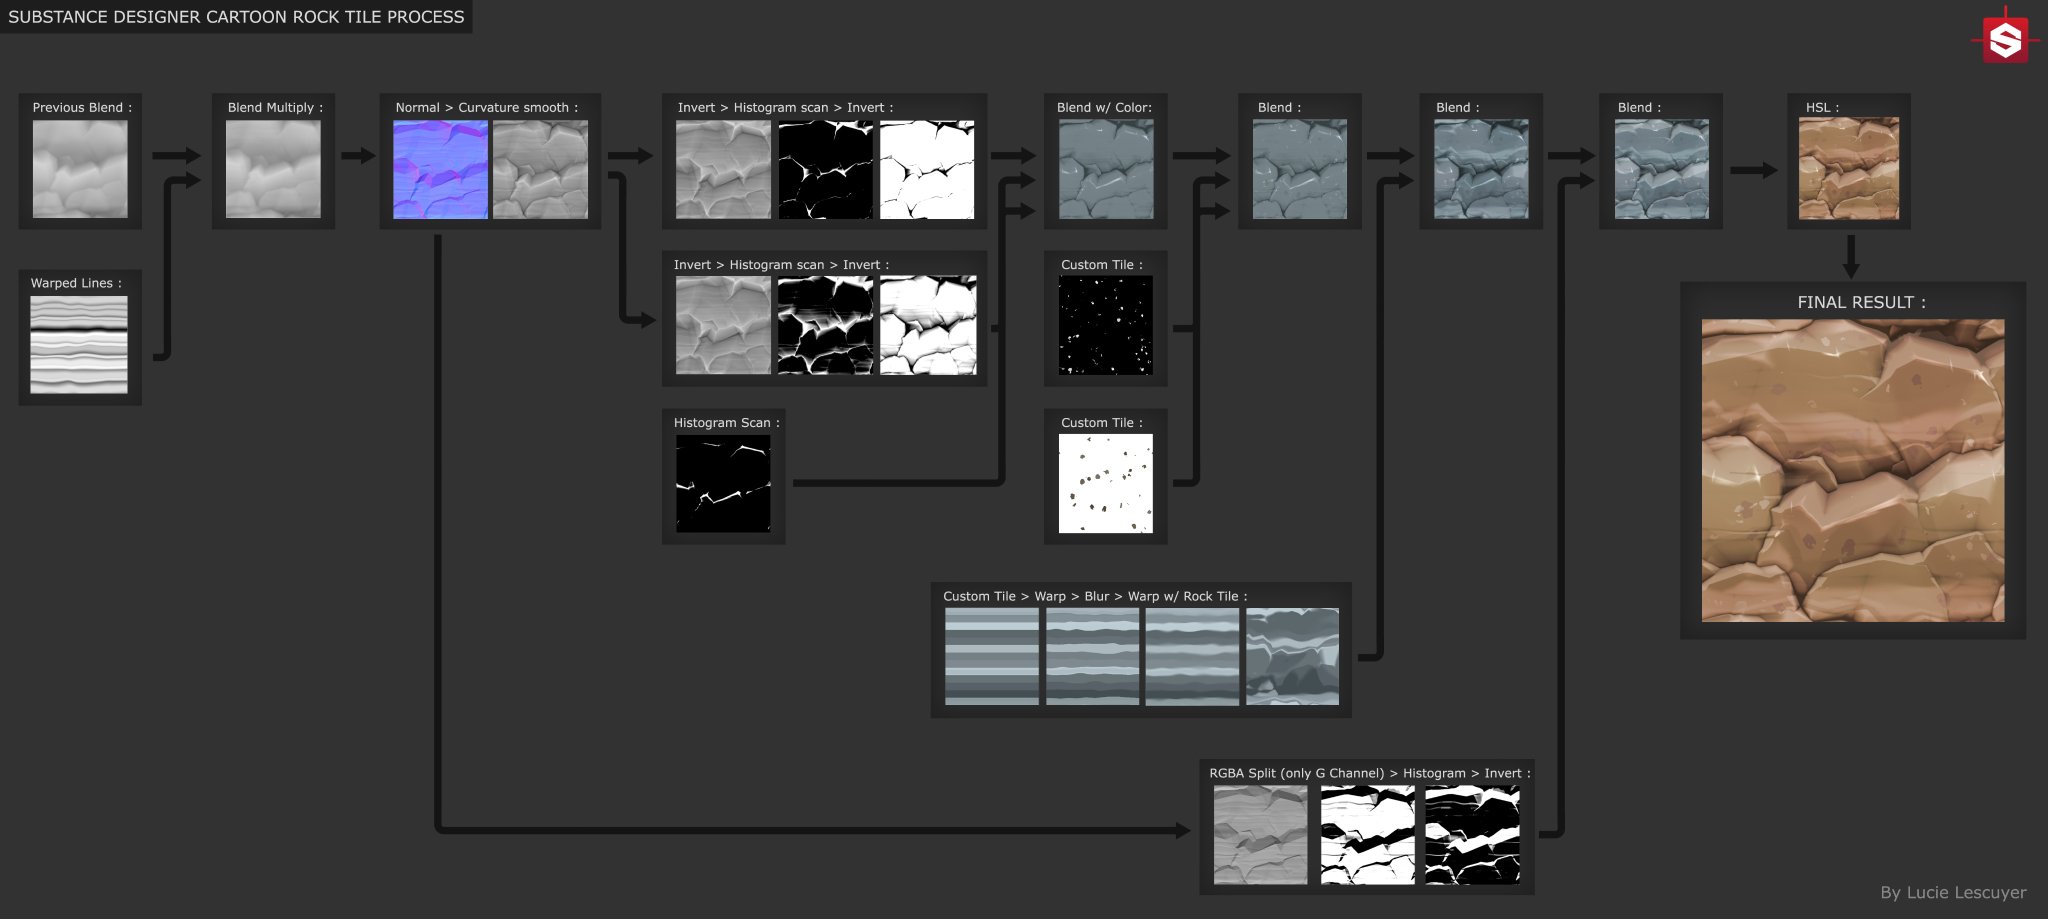 SUBSTANCE DESIGNER CARTOON ROCK TILE PROCESS
Previous Blend :
Blend Multiply :
Normal > Curvature smooth :
Invert > Histogram scan > Invert :
Blend w/ Color:
Blend :
Blend :
Blend :
HSL :
Warped Lines :
Invert > Histogram scan > Invert :
Custom Tile :
FINAL RESULT :
Histogram Scan :
Custom Tile :
Custom Tile > Warp > Blur > Warp w/ Rock Tile :
RGBA Split (only G Channel) > Histogram > Invert :
By Lucie Lescuyer